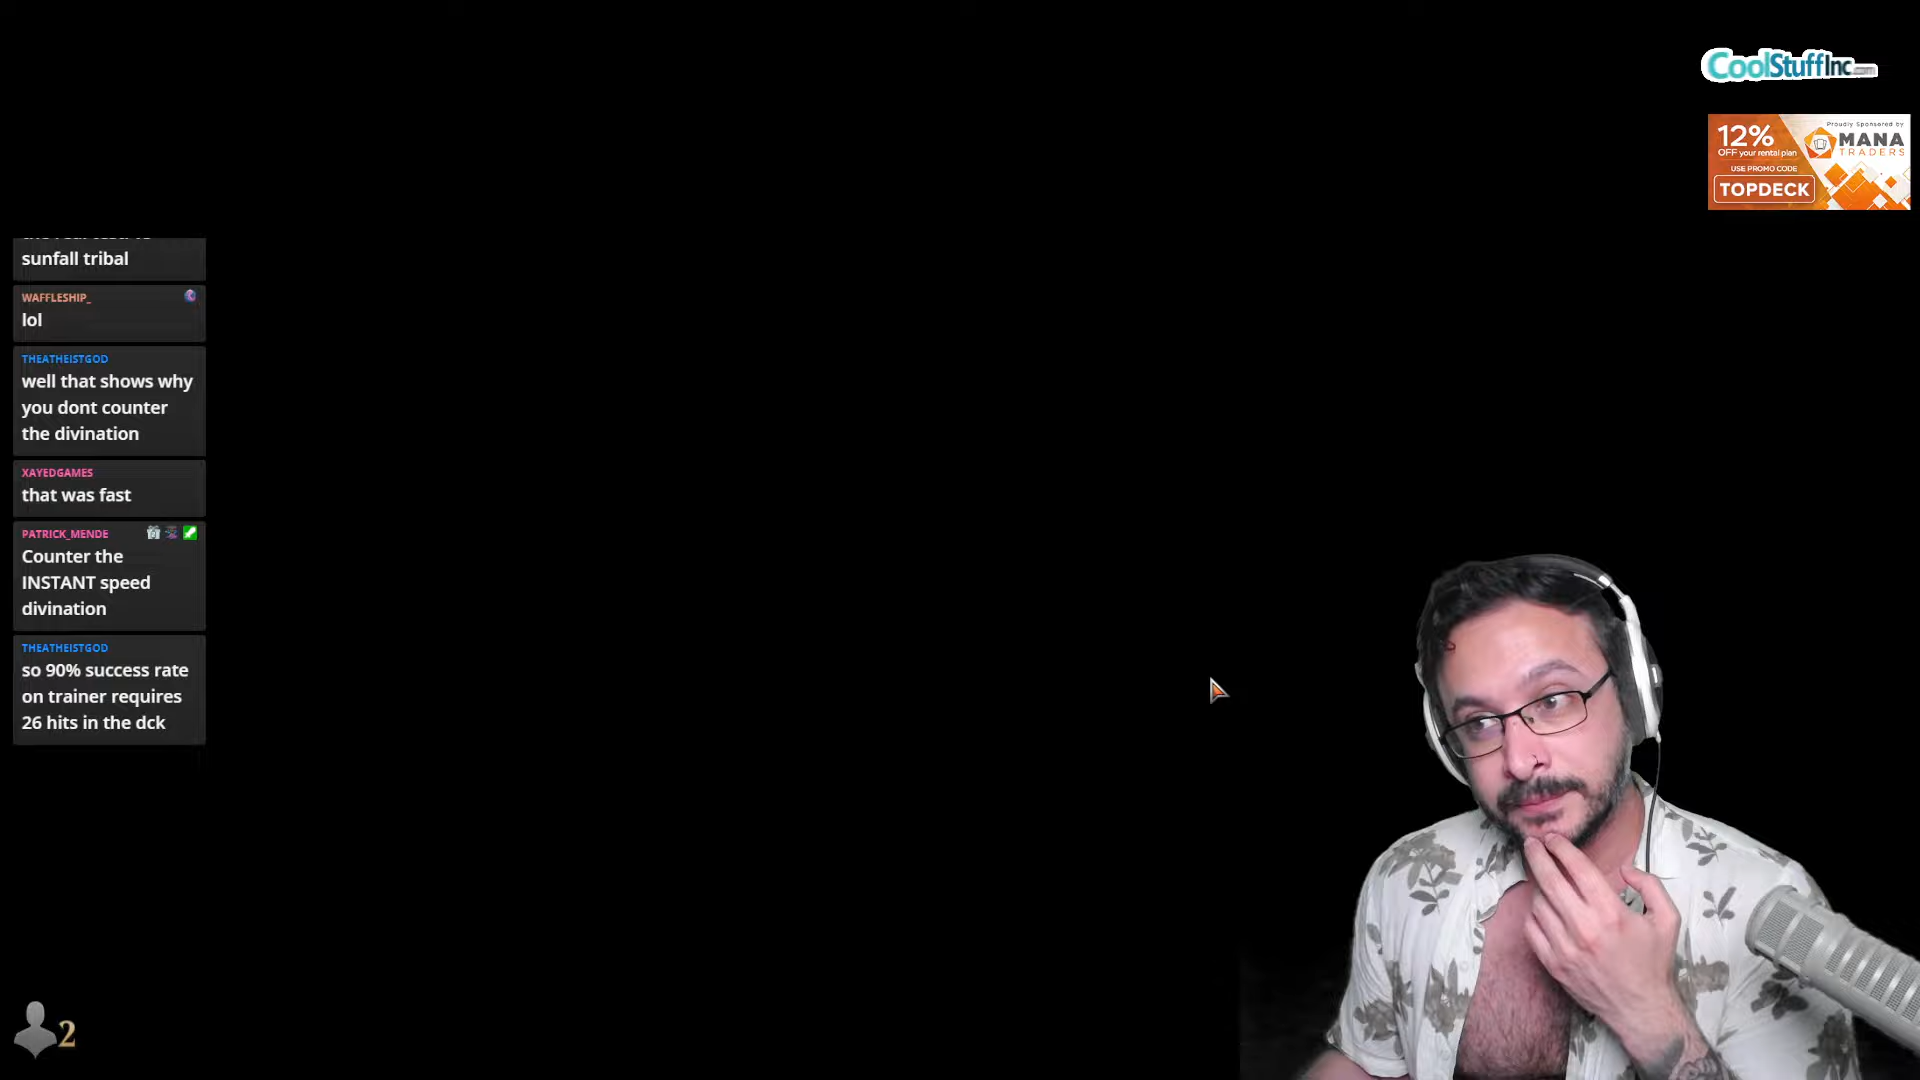 CoolStuffInc
Proudly Sponsored by
12%
OFF your rental plan
MANA
TRADERS
USE PROMO CODE
TOPDECK
sunfall tribal
WAFFLESHIP_
lol
THEATHEISTGOD
well that shows why
you dont counter
the divination
XAYEDGAMES
that was fast
PATRICK_MENDE
Counter the
INSTANT speed
divination
THEATHEISTGOD
so 90% success rate
on trainer requires
26 hits in the dck
2